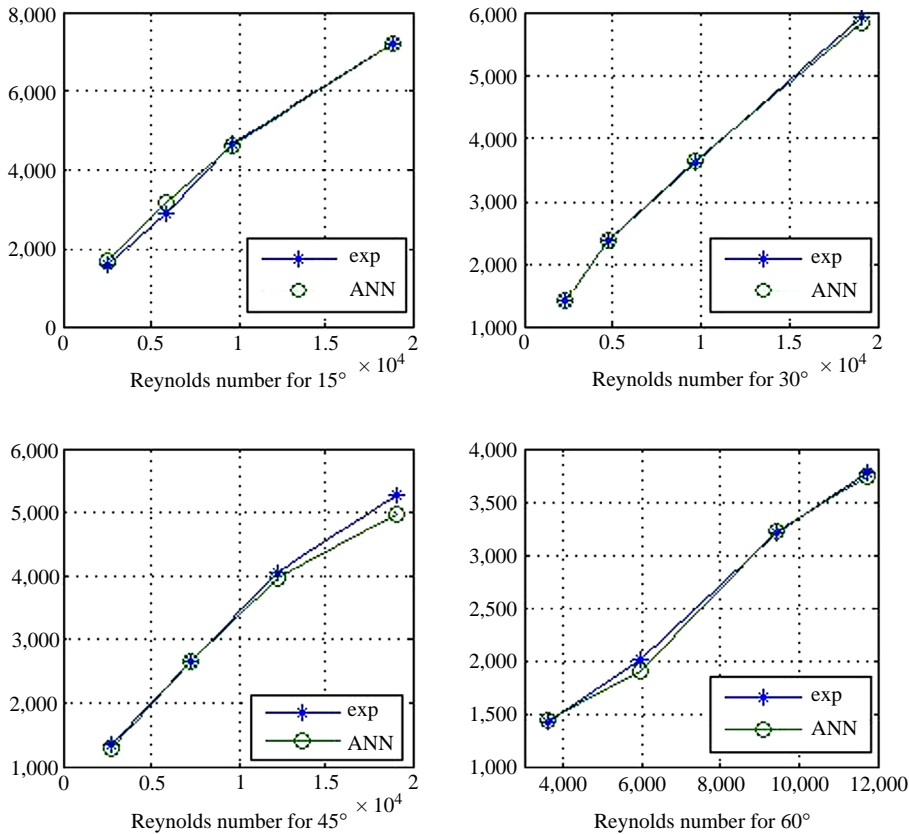 8,000
6,000
4,000
2,000
0
exp
ANN
0 0.5 1 1.5 2
× 10⁴
Reynolds number for 15°
6,000
5,000
4,000
3,000
2,000
1,000
exp
ANN
0 0.5 1 1.5 2
× 10⁴
Reynolds number for 30°
6,000
5,000
4,000
3,000
2,000
1,000
exp
ANN
0 0.5 1 1.5 2
× 10⁴
Reynolds number for 45°
4,000
3,500
3,000
2,500
2,000
1,500
1,000
exp
ANN
4,000 6,000 8,000 10,000 12,000
Reynolds number for 60°